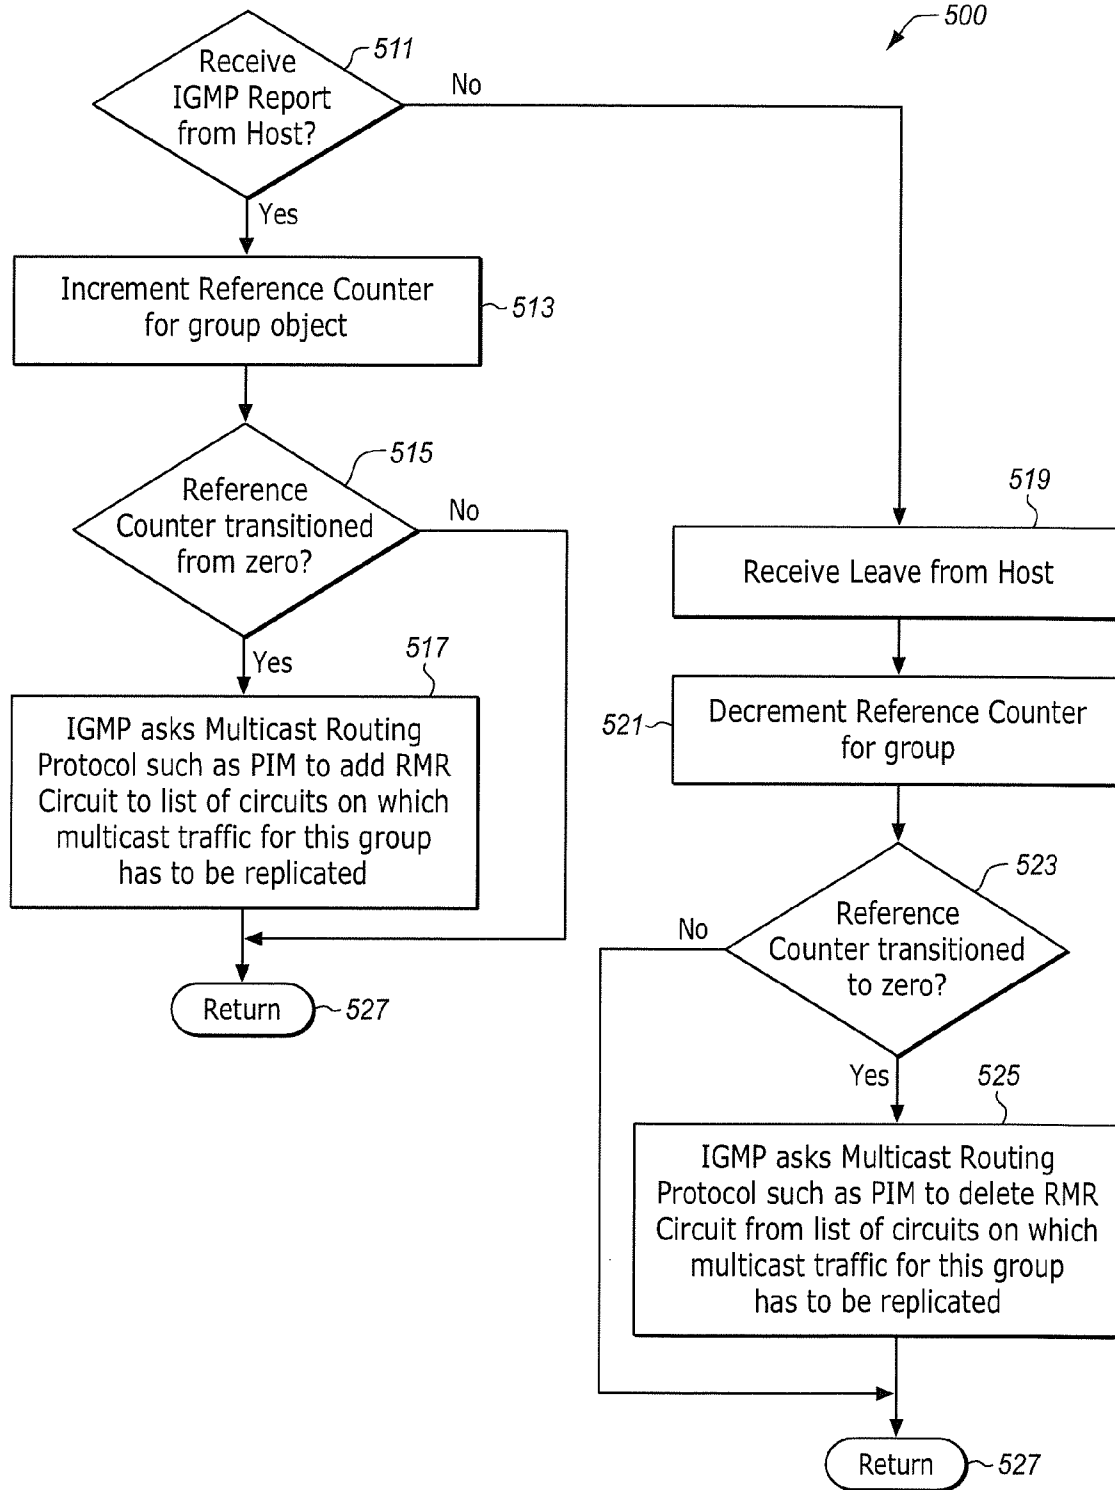 500
511
Receive
IGMP Report
from Host?
No
Yes
Increment Reference Counter
for group object
513
515
Reference
Counter transitioned
from zero?
No
Yes
517
IGMP asks Multicast Routing
Protocol such as PIM to add RMR
Circuit to list of circuits on which
multicast traffic for this group
has to be replicated
Return
527
519
Receive Leave from Host
521
Decrement Reference Counter
for group
523
Reference
Counter transitioned
to zero?
No
Yes
525
IGMP asks Multicast Routing
Protocol such as PIM to delete RMR
Circuit from list of circuits on which
multicast traffic for this group
has to be replicated
Return
527